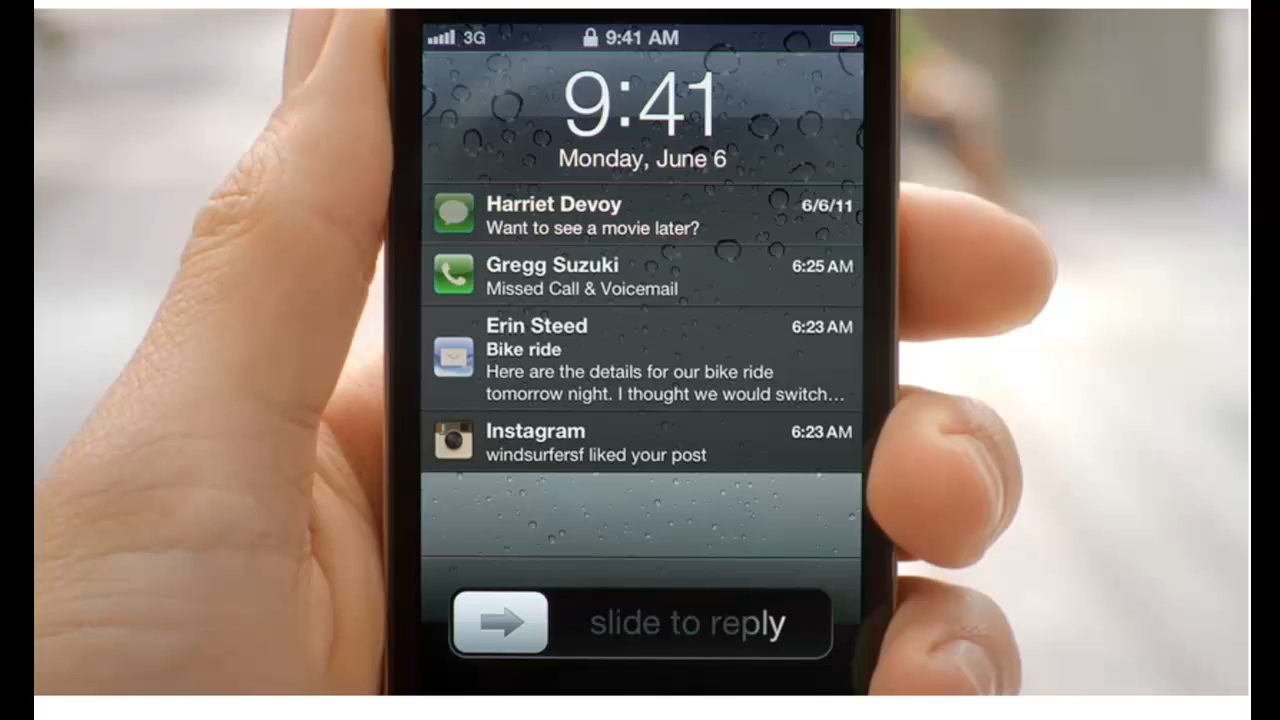 3G 9:41 AM
9:41
Monday, June 6
Harriet Devoy 6/6/11
Want to see a movie later?
Gregg Suzuki 6:25 AM
Missed Call & Voicemail
Erin Steed 6:23 AM
Bike ride
Here are the details for our bike ride
tomorrow night. I thought we would switch...
Instagram 6:23 AM
windsurfersf liked your post
slide to reply